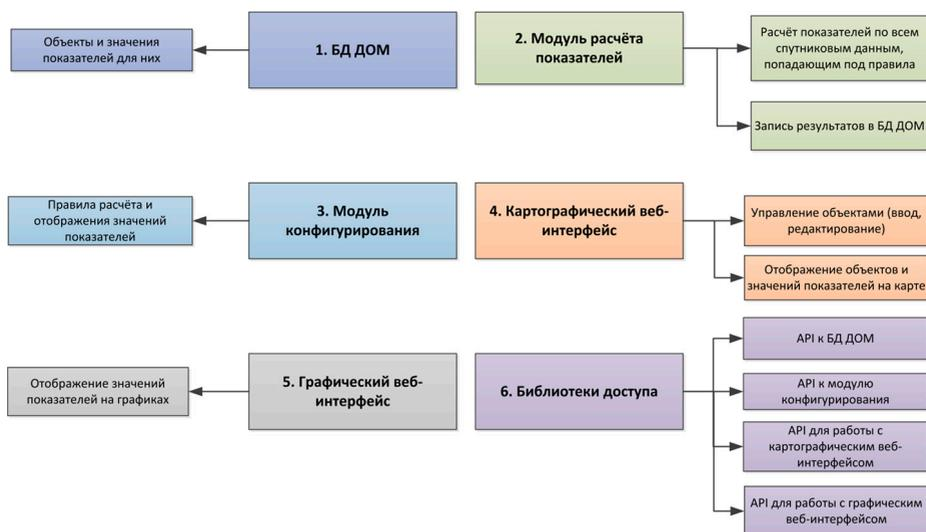 Объекты и значения
показателей для них
1. БД ДОМ
2. Модуль расчёта
показателей
Расчёт показателей по всем
спутниковым данным,
попадающим под правила
Запись результатов в БД ДОМ
Правила расчёта и
отображения значений
показателей
3. Модуль
конфигурирования
4. Картографический веб-
интерфейс
Управление объектами (ввод,
редактирование)
Отображение объектов и
значений показателей на карте
Отображение значений
показателей на графиках
5. Графический веб-
интерфейс
6. Библиотеки доступа
API к БД ДОМ
API к модулю
конфигурирования
API для работы с
картографическим веб-
интерфейсом
API для работы с графическим
веб-интерфейсом